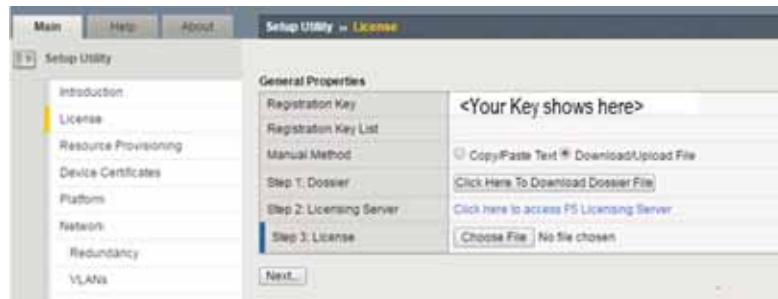 Main Help About
Setup Utility » License
Setup Utility
Introduction
License
Resource Provisioning
Device Certificates
Platform
Network
Redundancy
VLANs
General Properties
Registration Key <Your Key shows here>
Registration Key List
Manual Method Copy/Paste Text Download/Upload File
Step 1: Dossier Click Here To Download Dossier File
Step 2: Licensing Server Click here to access F5 Licensing Server
Step 3: License Choose File No file chosen
Next...